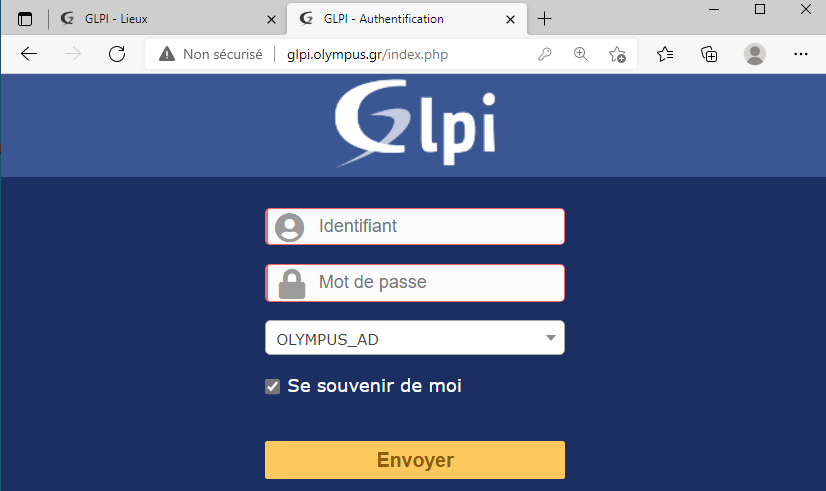 GLPI - Lieux
GLPI - Authentification
Non sécurisé
glpi.olympus.gr/index.php
Glpi
Identifiant
Mot de passe
OLYMPUS_AD
Se souvenir de moi
Envoyer